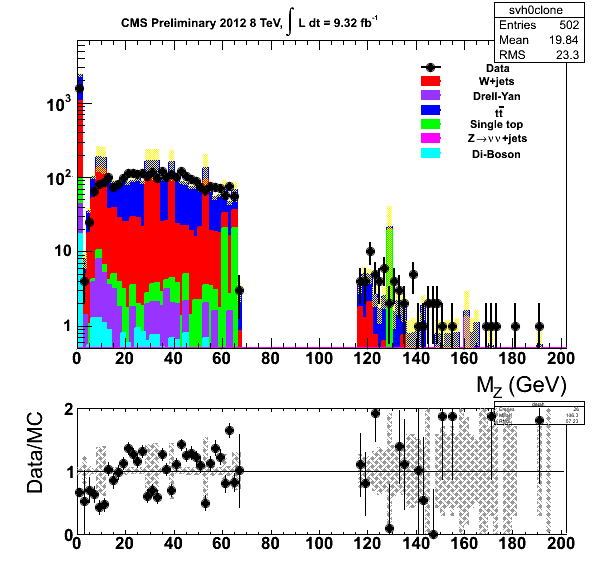 CMS Preliminary 2012 8 TeV, ∫ L dt = 9.32 fb⁻¹
svh0clone
Entries 502
Mean 19.84
RMS 23.3
Data
W+jets
Drell-Yan
tt̅
Single top
Z→νν+jets
Di-Boson
10³
10²
10
1
0 20 40 60 80 100 120 140 160 180 200
M_Z (GeV)
Data/MC
2
1
0
0 20 40 60 80 100 120 140 160 180 200